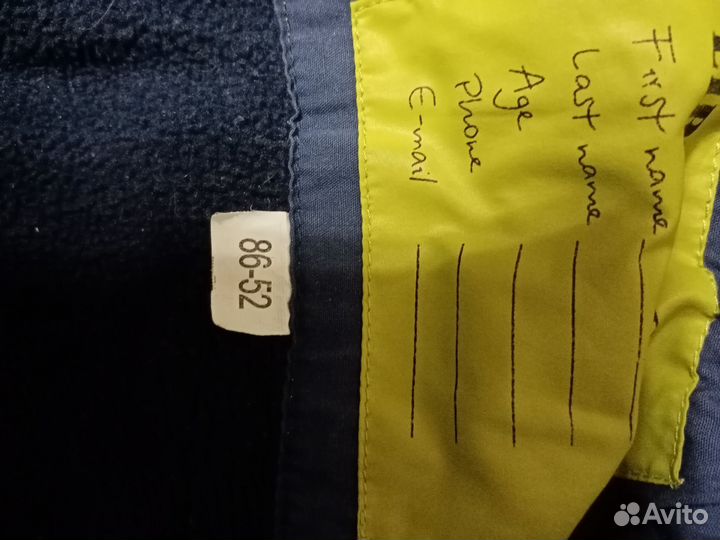 First name
Last name
Age
Phone
E-mail
86-52
Avito